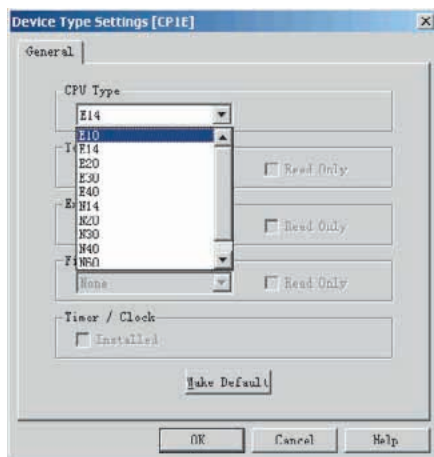 Device Type Settings [CP1E]
General
CPU Type
E14
E10
E14
E20
E30
E40
N14
N20
N30
N40
N60
Read Only
Read Only
None
Read Only
Timer / Clock
Installed
Make Default
OK
Cancel
Help